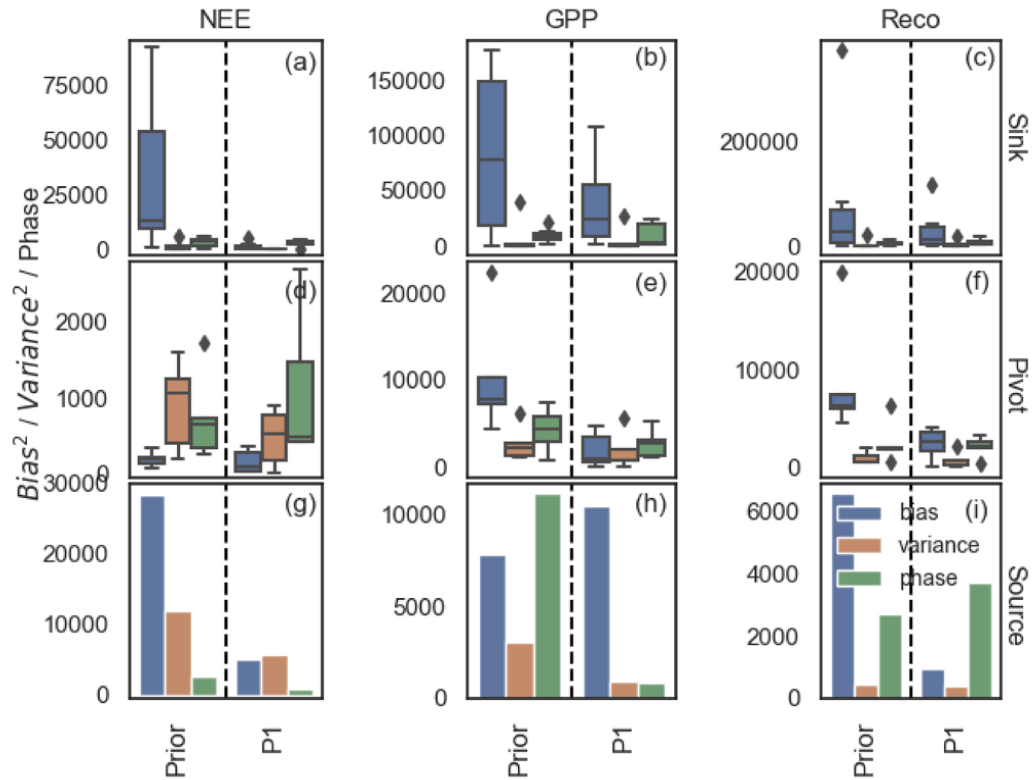 NEE GPP Reco
(a) (b) (c)
75000
50000
25000
0
150000
100000
50000
0
200000
0
Sink
Bias² / Variance² / Phase
(d) (e) (f)
2000
1000
0
20000
10000
0
20000
10000
0
Pivot
(g) (h) (i)
30000
20000
10000
0
10000
5000
0
6000
4000
2000
0
bias
variance
phase
Source
Prior P1 Prior P1 Prior P1